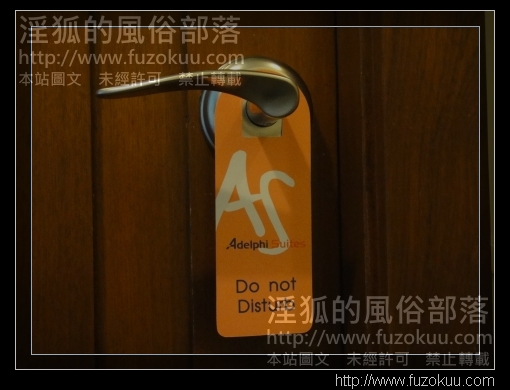 淫狐的風俗部落
http://www.fuzokuu.com
本站圖文 未經許可 禁止轉載
AS
Adelphi Suites
Do not
Disturb
淫狐的風俗部落
http://www.fuzokuu.com
本站圖文 未經許可 禁止轉載
http://www.fuzokuu.com